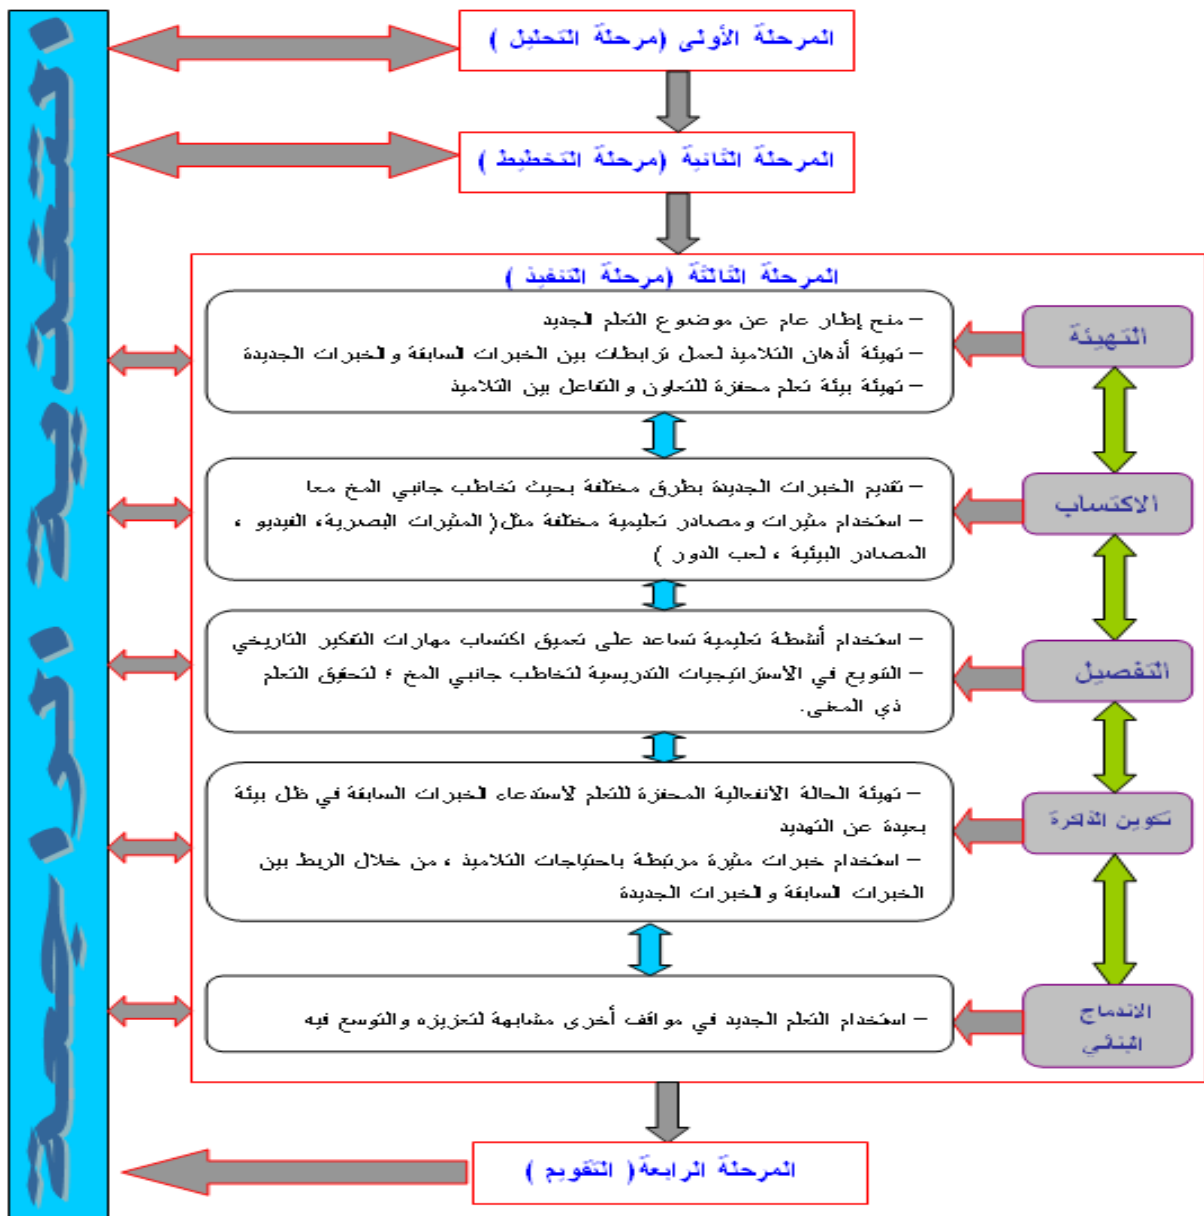 المرحلة الأولى (مرحلة التحليل )
المرحلة الثانية (مرحلة التخطيط )
المرحلة الثالثة (مرحلة التنفيذ )
التهيئة
– منح إطار عام عن موضوع التعلم الجديد
– تهيئة أذهان التلاميذ لعمل ترابطات بين الخبرات السابقة والخبرات الجديدة
– تهيئة بيئة تعلم محفزة للتعاون والتفاعل بين التلاميذ
الاكتساب
– تقديم الخبرات الجديدة بطرق مختلفة بحيث تخاطب جانبي المخ معا
– استخدام مثيرات ومصادر تعليمية مختلفة مثل( المثيرات البصرية، الفيديو ،
المصادر البيئية ، لعب الدور )
التفصيل
– استخدام أنشطة تعليمية تساعد على تعميق اكتساب مهارات التفكير التاريخي
– التنويع في الاستراتيجيات التدريسية لتخاطب جانبي المخ ؛ لتحقيق التعلم
ذي المعنى.
تكوين الذاكرة
– تهيئة الحالة الانفعالية المحفزة للتعلم لاستدعاء الخبرات السابقة في ظل بيئة
بعيدة عن التهديد
– استخدام خبرات مثيرة مرتبطة باحتياجات التلاميذ ، من خلال الربط بين
الخبرات السابقة والخبرات الجديدة
الاندماج
البنائي
– استخدام التعلم الجديد في مواقف أخرى مشابهة لتعزيزه والتوسع فيه
المرحلة الرابعة( التقويم )
تغذية راجعة